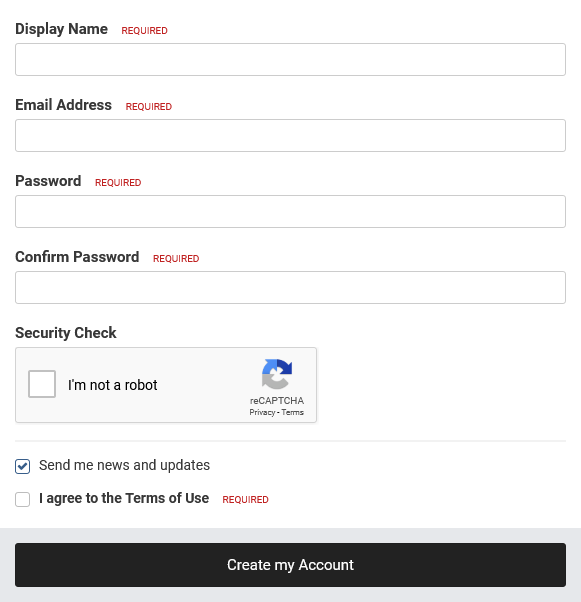 Display Name REQUIRED
Email Address REQUIRED
Password REQUIRED
Confirm Password REQUIRED
Security Check
I'm not a robot
reCAPTCHA
Privacy - Terms
Send me news and updates
I agree to the Terms of Use REQUIRED
Create my Account